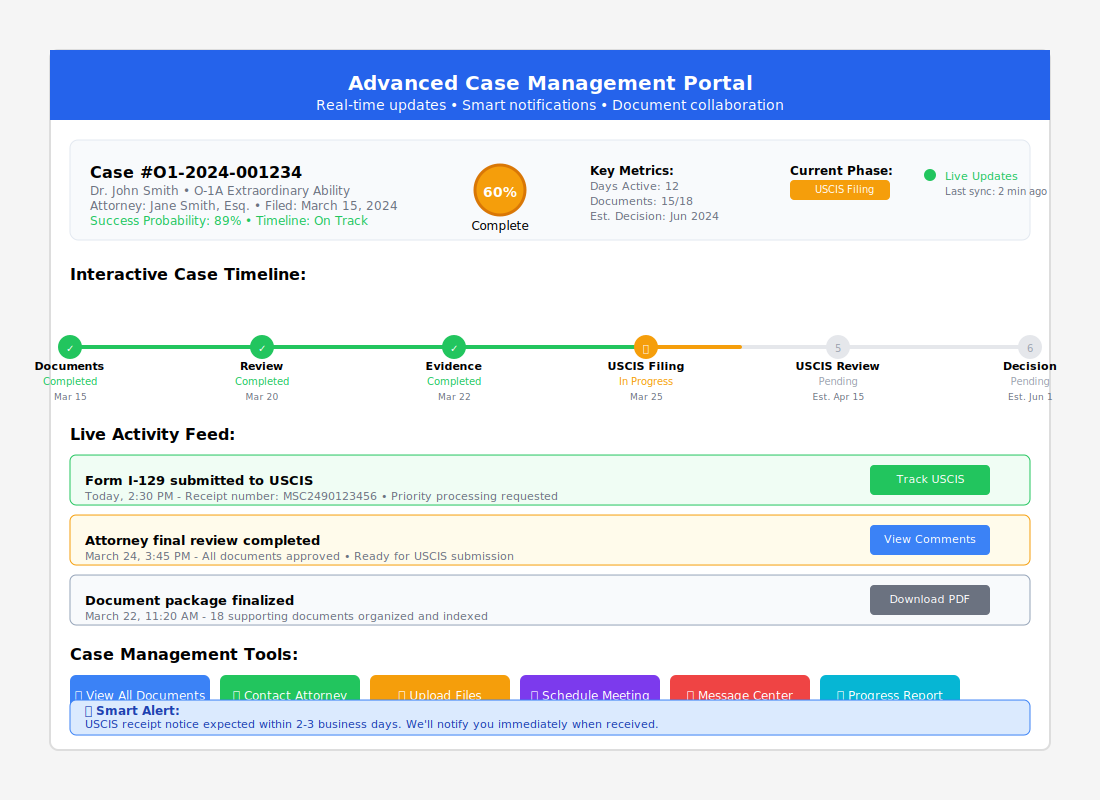 Advanced Case Management Portal
Real-time updates • Smart notifications • Document collaboration
Case #O1-2024-001234
Dr. John Smith • O-1A Extraordinary Ability
Attorney: Jane Smith, Esq. • Filed: March 15, 2024
Success Probability: 89% • Timeline: On Track
60%
Complete
Key Metrics:
Days Active: 12
Documents: 15/18
Est. Decision: Jun 2024
Current Phase:
USCIS Filing
Live Updates
Last sync: 2 min ago
Interactive Case Timeline:
✓ ✓ ✓ 5 6
Documents Review Evidence USCIS Filing USCIS Review Decision
Completed Completed Completed In Progress Pending Pending
Mar 15 Mar 20 Mar 22 Mar 25 Est. Apr 15 Est. Jun 1
Live Activity Feed:
Form I-129 submitted to USCIS
Today, 2:30 PM - Receipt number: MSC2490123456 • Priority processing requested
Track USCIS
Attorney final review completed
March 24, 3:45 PM - All documents approved • Ready for USCIS submission
View Comments
Document package finalized
March 22, 11:20 AM - 18 supporting documents organized and indexed
Download PDF
Case Management Tools:
View All Documents Contact Attorney Upload Files Schedule Meeting Message Center Progress Report
Smart Alert:
USCIS receipt notice expected within 2-3 business days. We'll notify you immediately when received.